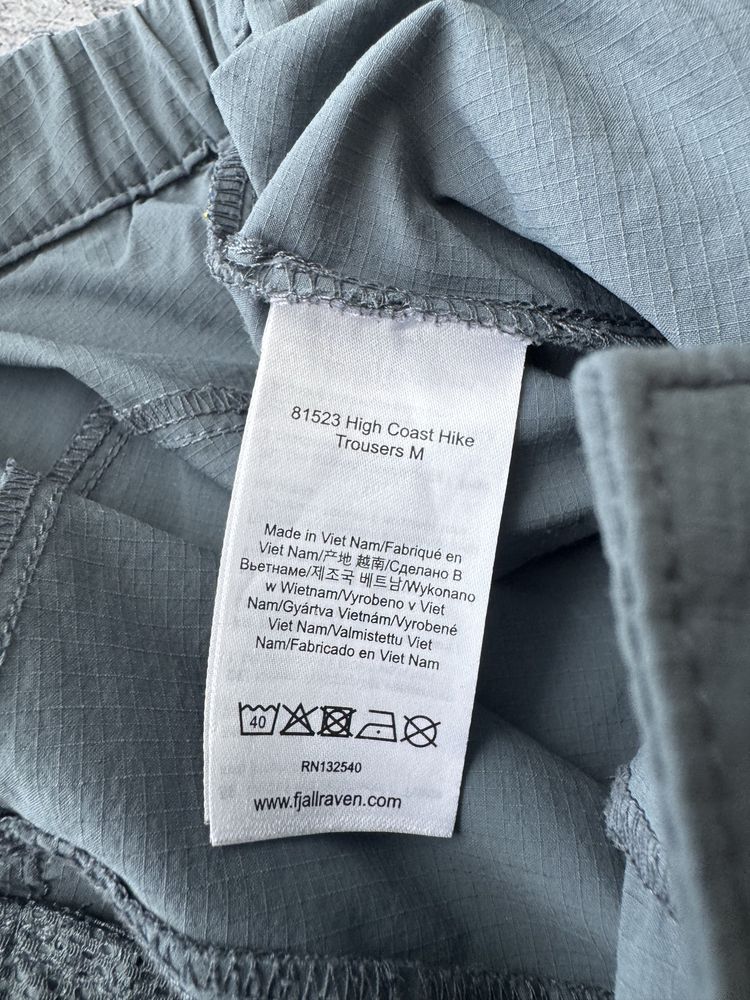 81523 High Coast Hike
Trousers M
Made in Viet Nam/Fabriqué en
Viet Nam/产地 越南/Сделано В
Вьетнаме/제조국 베트남/Wykonano
w Wietnam/Vyrobeno v Viet
Nam/Gyártva Vietnám/Vyrobené
Viet Nam/Valmistettu Viet
Nam/Fabricado en Viet Nam
40
RN132540
www.fjallraven.com